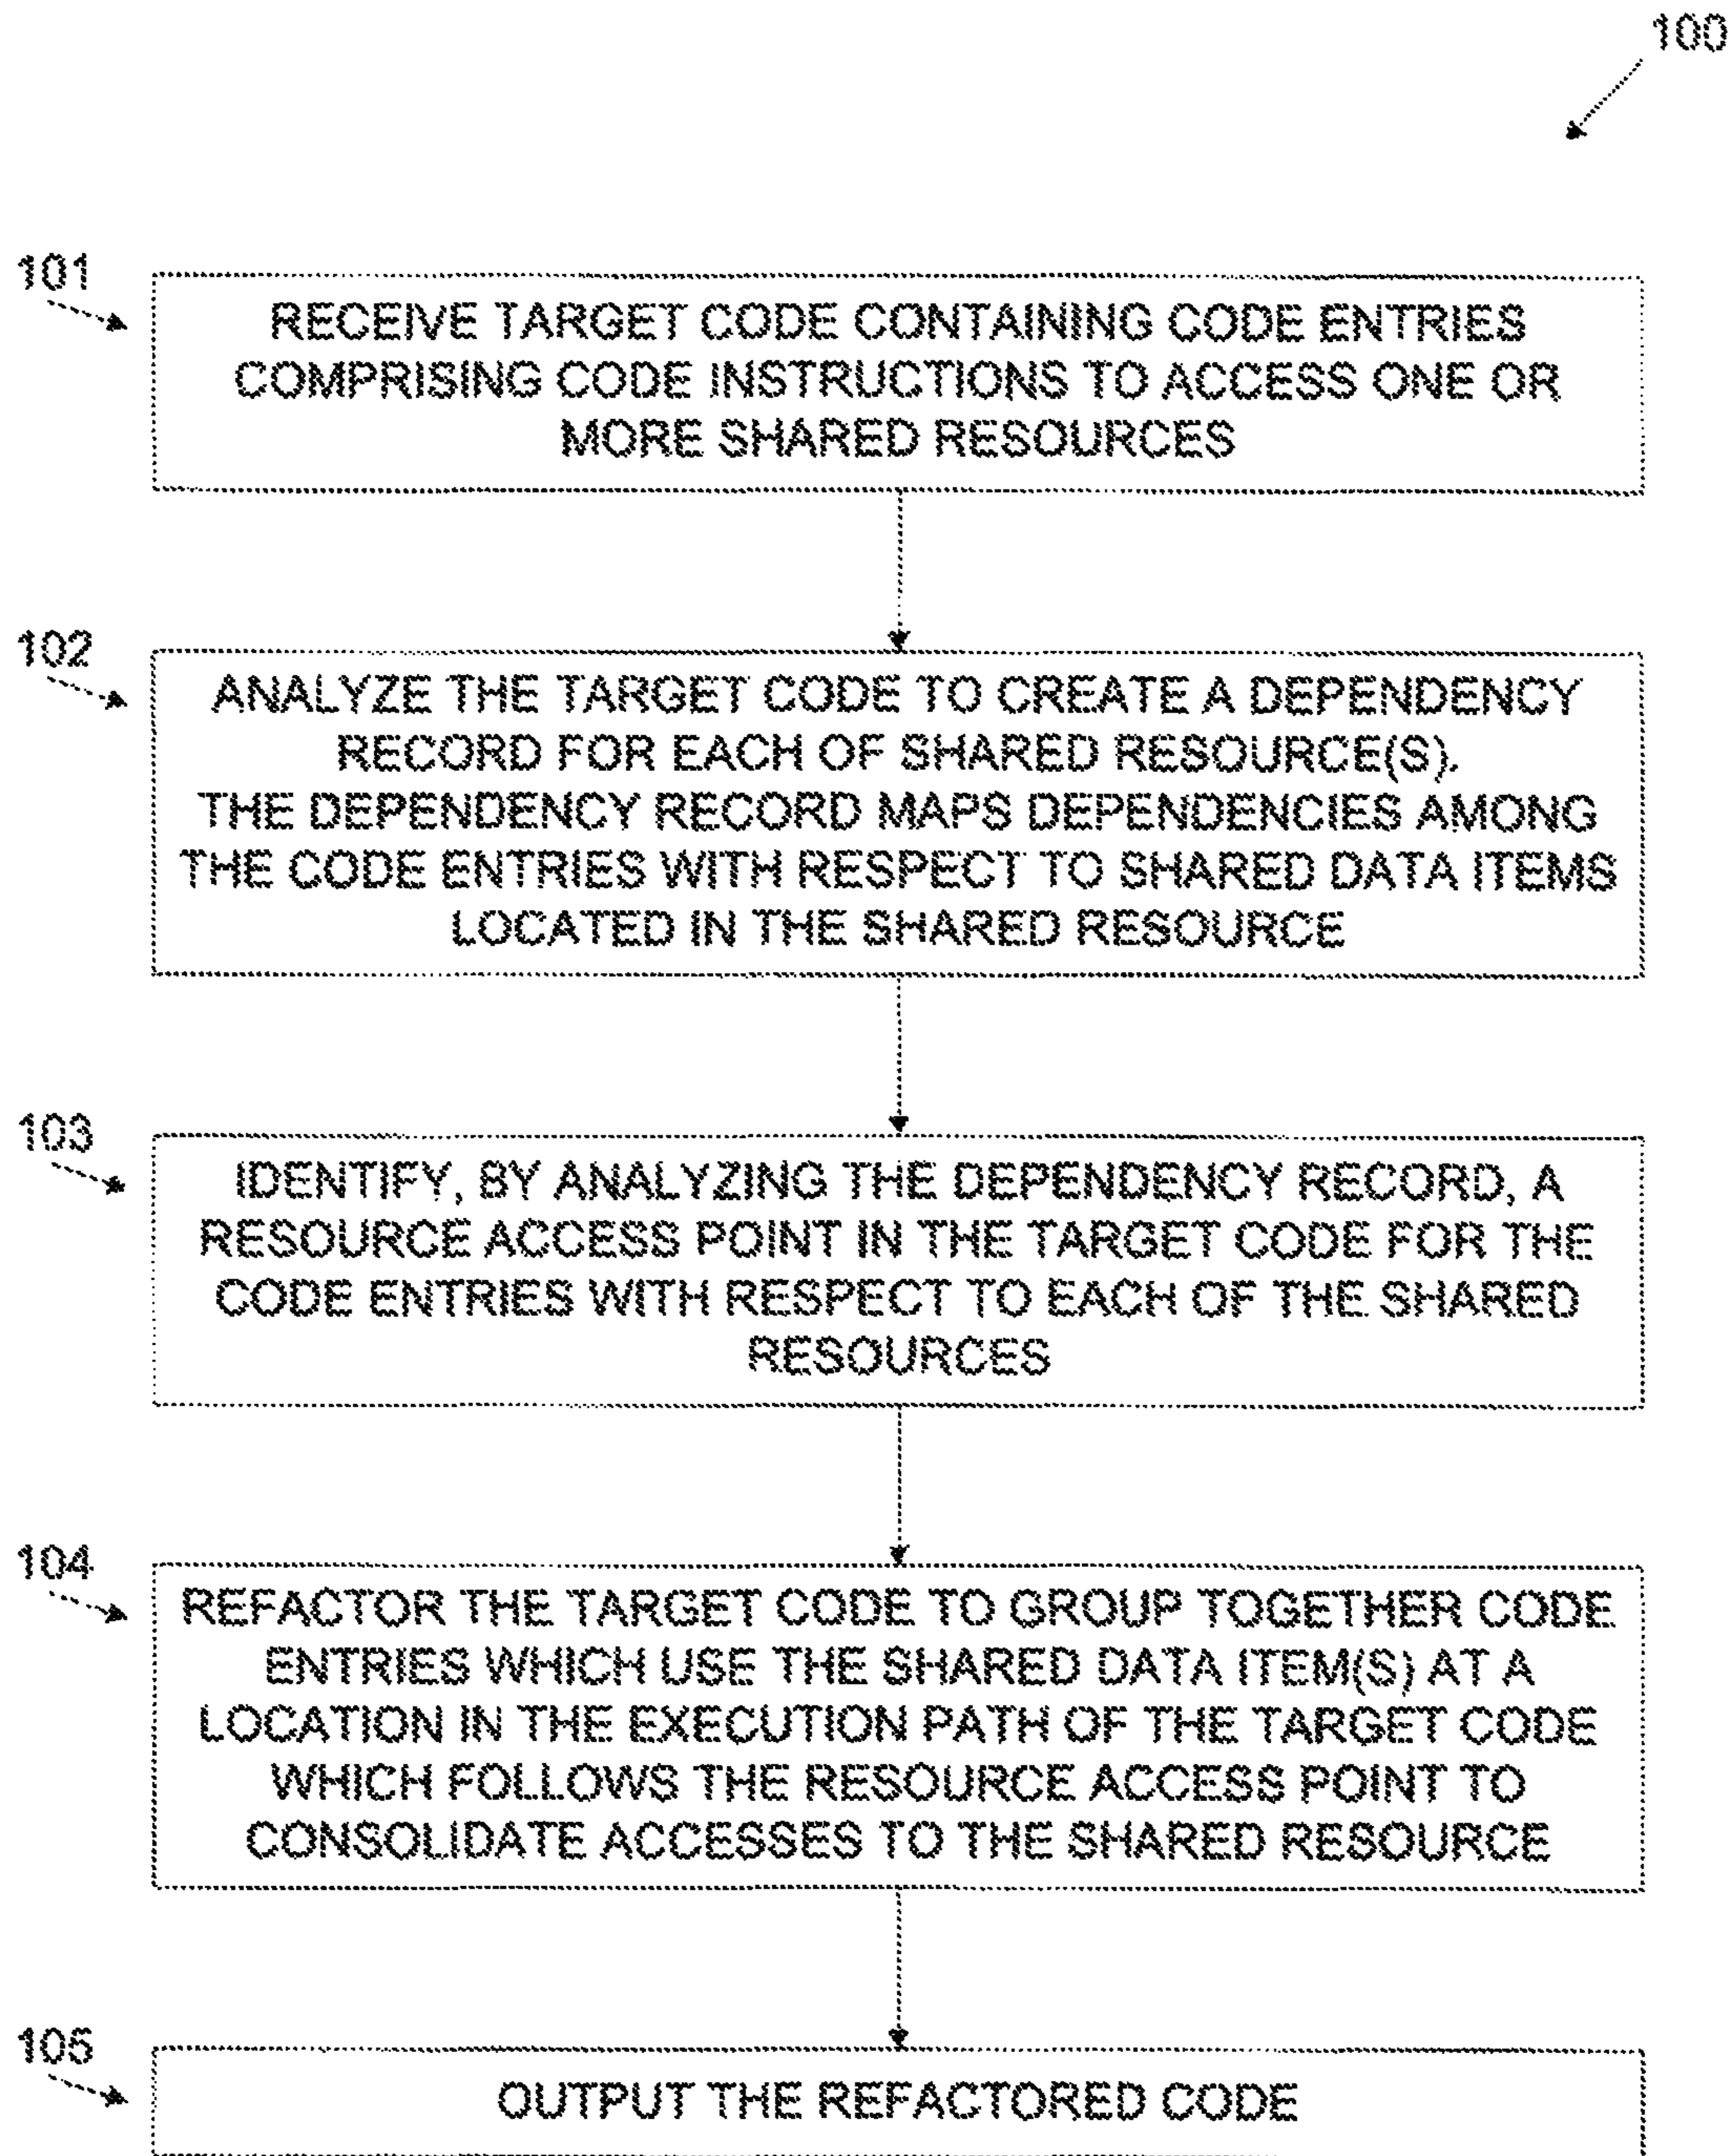 100
101
RECEIVE TARGET CODE CONTAINING CODE ENTRIES
COMPRISING CODE INSTRUCTIONS TO ACCESS ONE OR
MORE SHARED RESOURCES
102
ANALYZE THE TARGET CODE TO CREATE A DEPENDENCY
RECORD FOR EACH OF SHARED RESOURCE(S).
THE DEPENDENCY RECORD MAPS DEPENDENCIES AMONG
THE CODE ENTRIES WITH RESPECT TO SHARED DATA ITEMS
LOCATED IN THE SHARED RESOURCE
103
IDENTIFY, BY ANALYZING THE DEPENDENCY RECORD, A
RESOURCE ACCESS POINT IN THE TARGET CODE FOR THE
CODE ENTRIES WITH RESPECT TO EACH OF THE SHARED
RESOURCES
104
REFACTOR THE TARGET CODE TO GROUP TOGETHER CODE
ENTRIES WHICH USE THE SHARED DATA ITEM(S) AT A
LOCATION IN THE EXECUTION PATH OF THE TARGET CODE
WHICH FOLLOWS THE RESOURCE ACCESS POINT TO
CONSOLIDATE ACCESSES TO THE SHARED RESOURCE
105
OUTPUT THE REFACTORED CODE